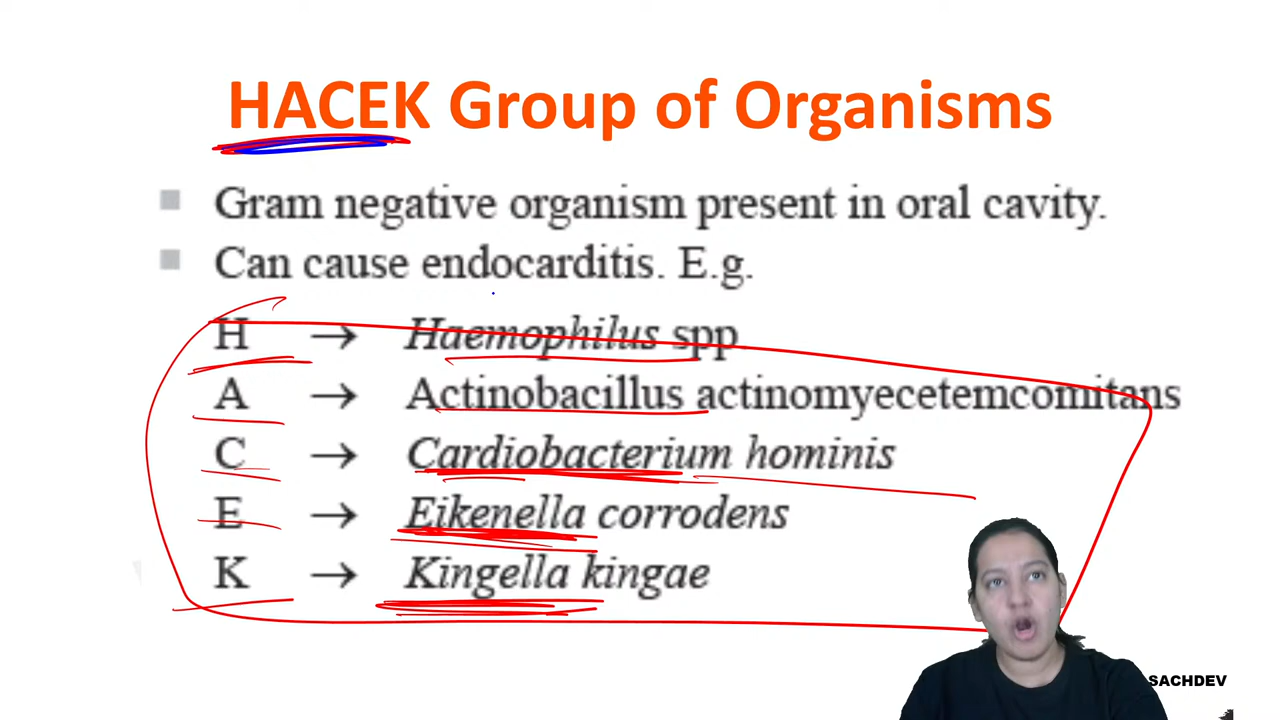 HACEK Group of Organisms
Gram negative organism present in oral cavity.
Can cause endocarditis. E.g.
H → Haemophilus spp
A → Actinobacillus actinomyecetemcomitans
C → Cardiobacterium hominis
E → Eikenella corrodens
K → Kingella kingae
SACHDEV